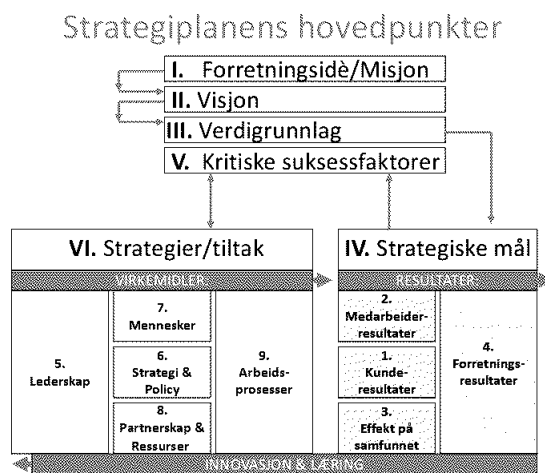 Strategiplanens hovedpunkter
I. Forretningsidè/Misjon
II. Visjon
III. Verdigrunnlag
V. Kritiske suksessfaktorer
VI. Strategier/tiltak
IV. Strategiske mål
VIRKEMIDLER
RESULTATER
5.
Lederskap
7.
Mennesker
6.
Strategi &
Policy
8.
Partnerskap &
Ressurser
9.
Arbeids-
prosesser
2.
Medarbeider-
resultater
1.
Kunde-
resultater
3.
Effekt på
samfunnet
4.
Forretnings-
resultater
INNOVASJON & LÆRING